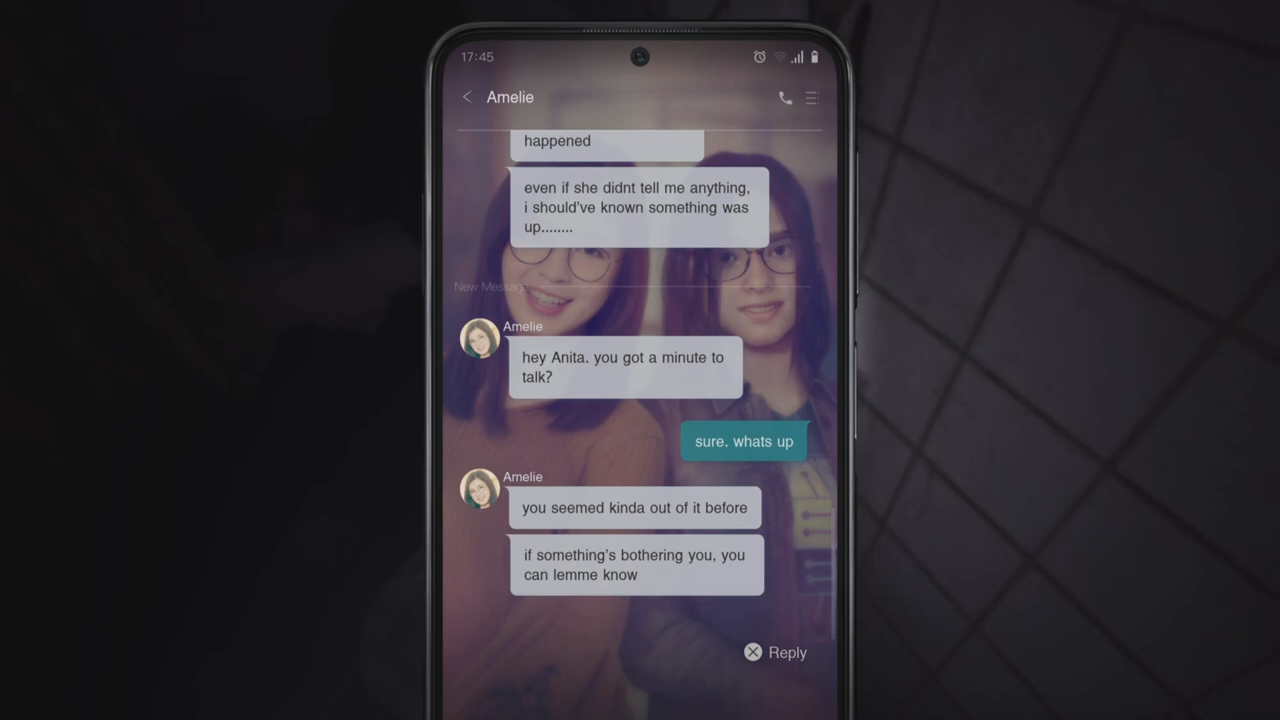 17:45
Amelie
happened
even if she didnt tell me anything,
i should've known something was
up........
New Message
Amelie
hey Anita. you got a minute to
talk?
sure. whats up
Amelie
you seemed kinda out of it before
if something's bothering you, you
can lemme know
Reply